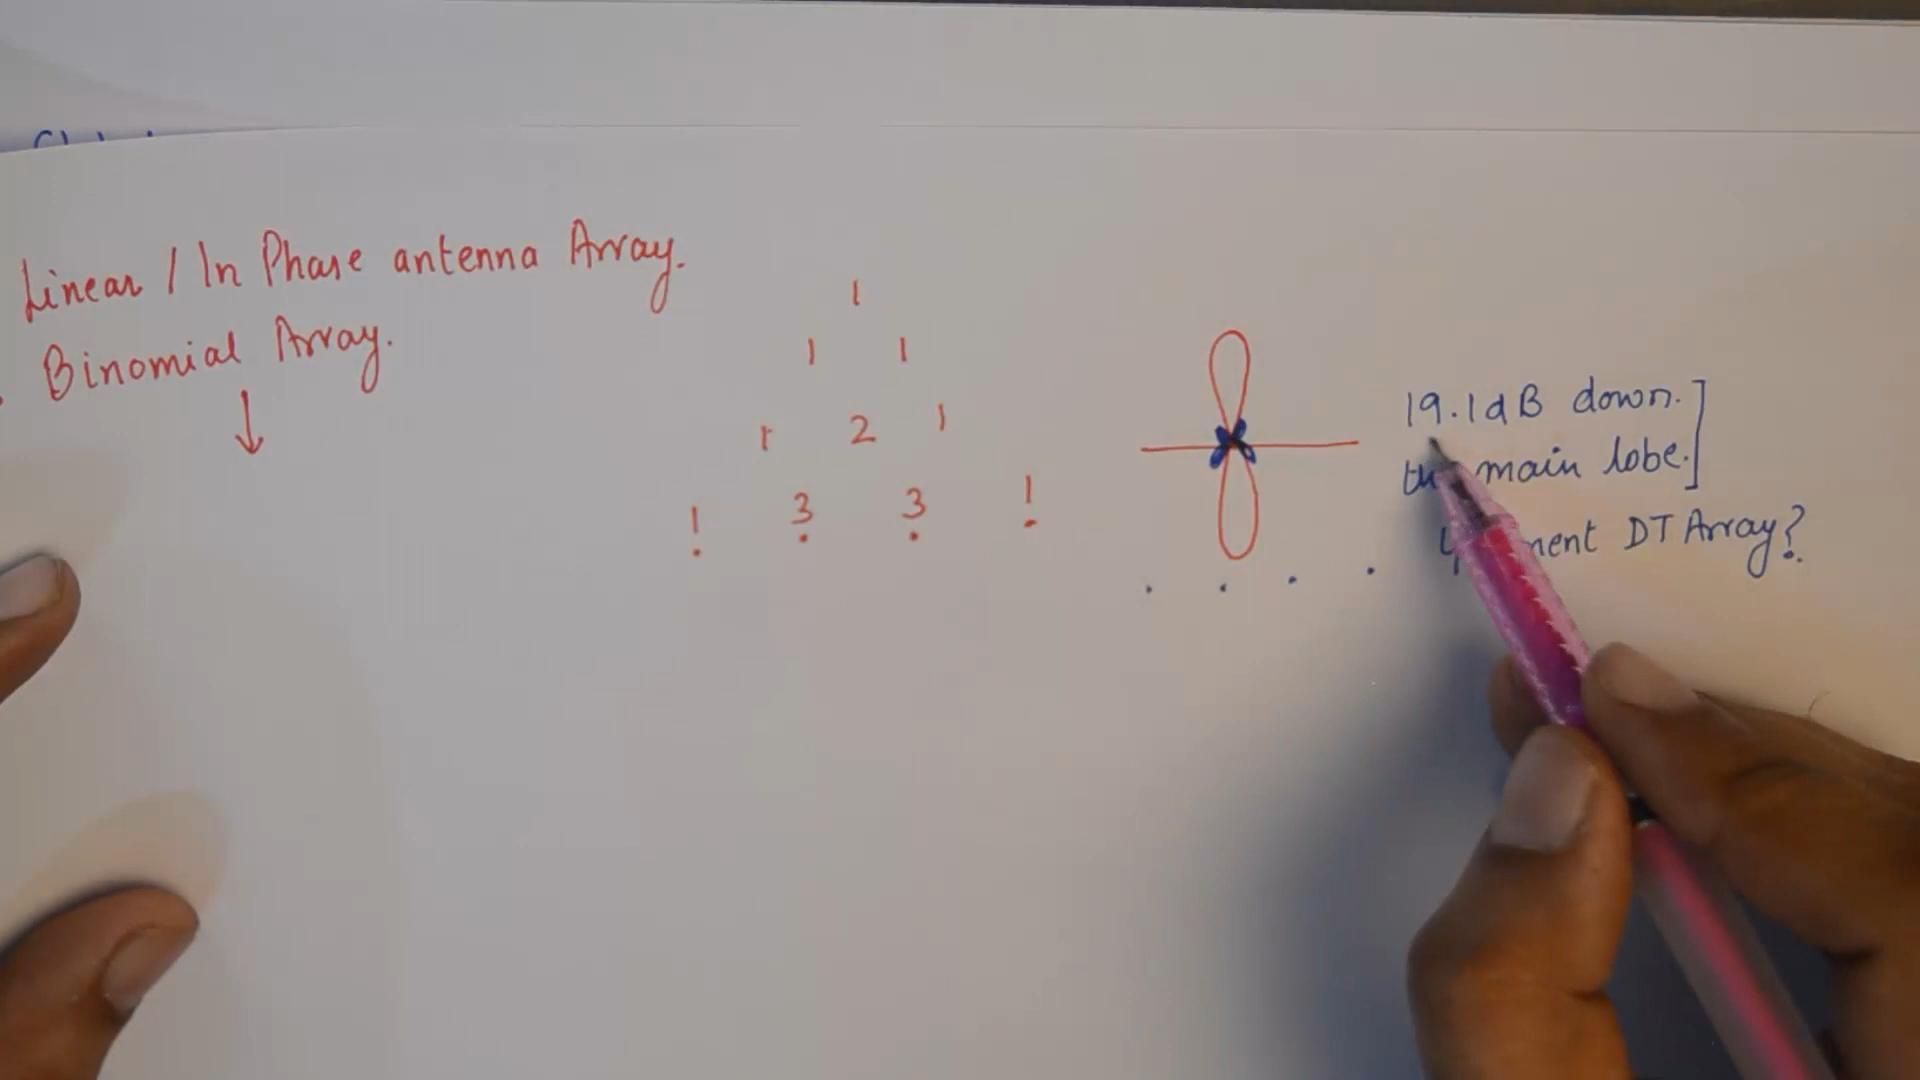 Linear / In Phase antenna Array.
Binomial Array.
1
1 1
1 2 1
1 3 3 1
19.1dB down.
main lobe.
DT Array?